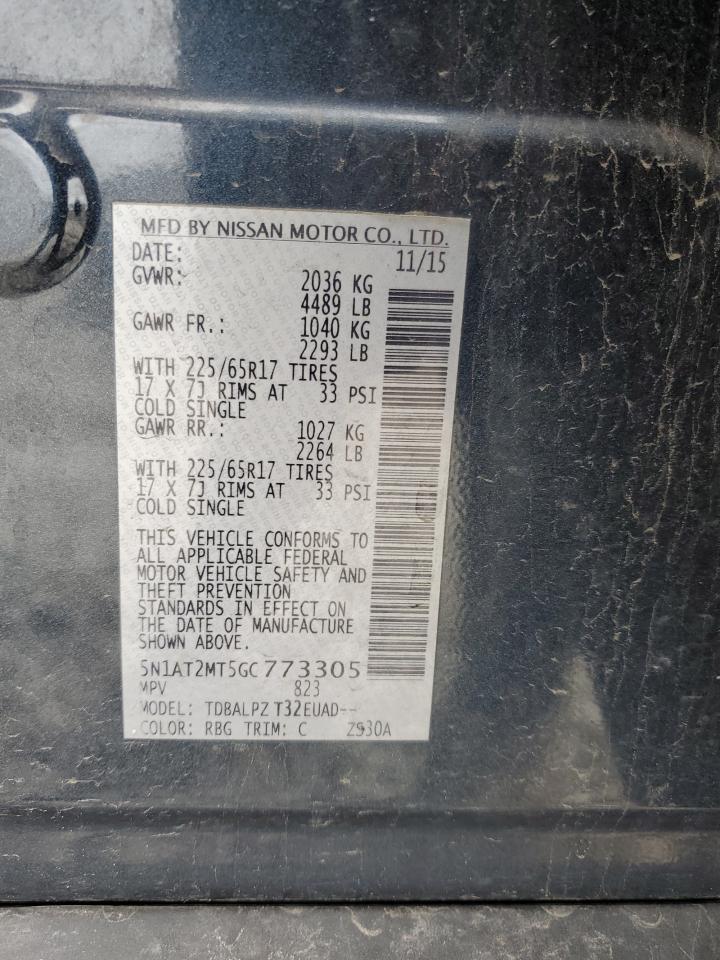 MFD BY NISSAN MOTOR CO., LTD.
DATE: 11/15
GVWR: 2036 KG
4489 LB
GAWR FR.: 1040 KG
2293 LB
WITH 225/65R17 TIRES
17 X 7J RIMS AT 33 PSI
COLD SINGLE
GAWR RR.: 1027 KG
2264 LB
WITH 225/65R17 TIRES
17 X 7J RIMS AT 33 PSI
COLD SINGLE
THIS VEHICLE CONFORMS TO
ALL APPLICABLE FEDERAL
MOTOR VEHICLE SAFETY AND
THEFT PREVENTION
STANDARDS IN EFFECT ON
THE DATE OF MANUFACTURE
SHOWN ABOVE.
5N1AT2MT5GC773305
MPV 823
MODEL: TDBALPZ T32EUAD--
COLOR: RBG TRIM: C Z930A